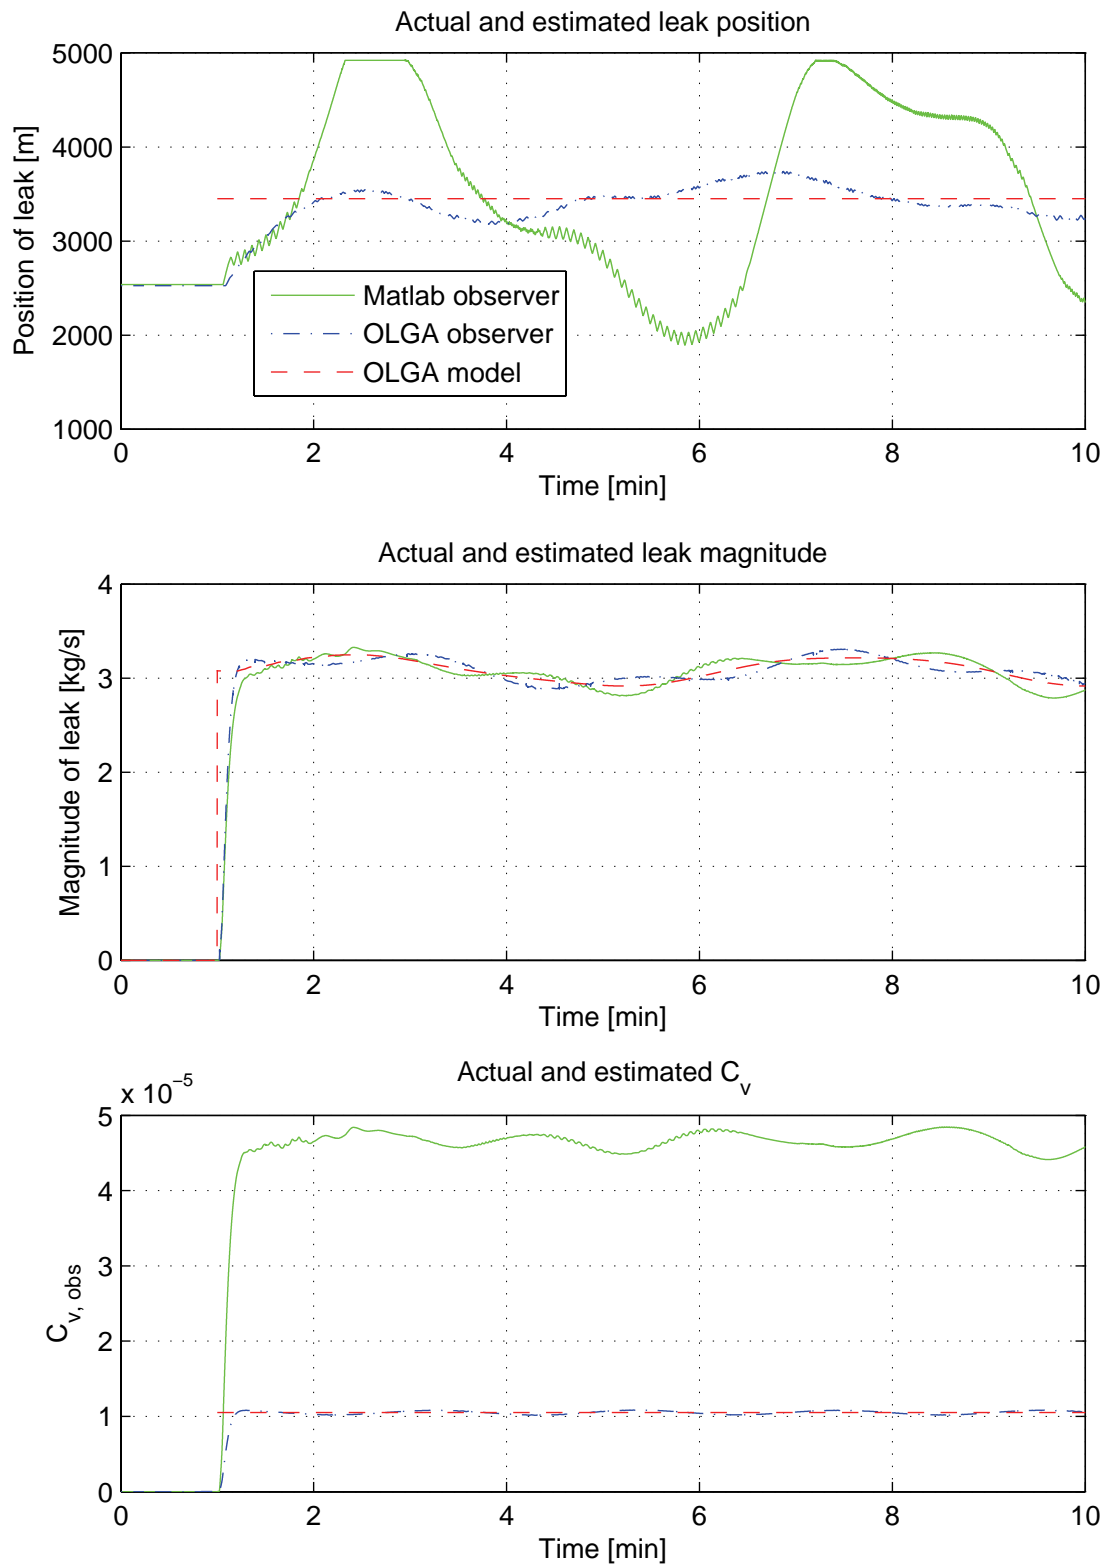 Actual and estimated leak position
Position of leak [m]
5000
4000
3000
2000
1000
Matlab observer
OLGA observer
OLGA model
0 2 4 6 8 10
Time [min]
Actual and estimated leak magnitude
Magnitude of leak [kg/s]
4
3
2
1
0
0 2 4 6 8 10
Time [min]
Actual and estimated C_v
x 10^−5
C_v, obs
5
4
3
2
1
0
0 2 4 6 8 10
Time [min]